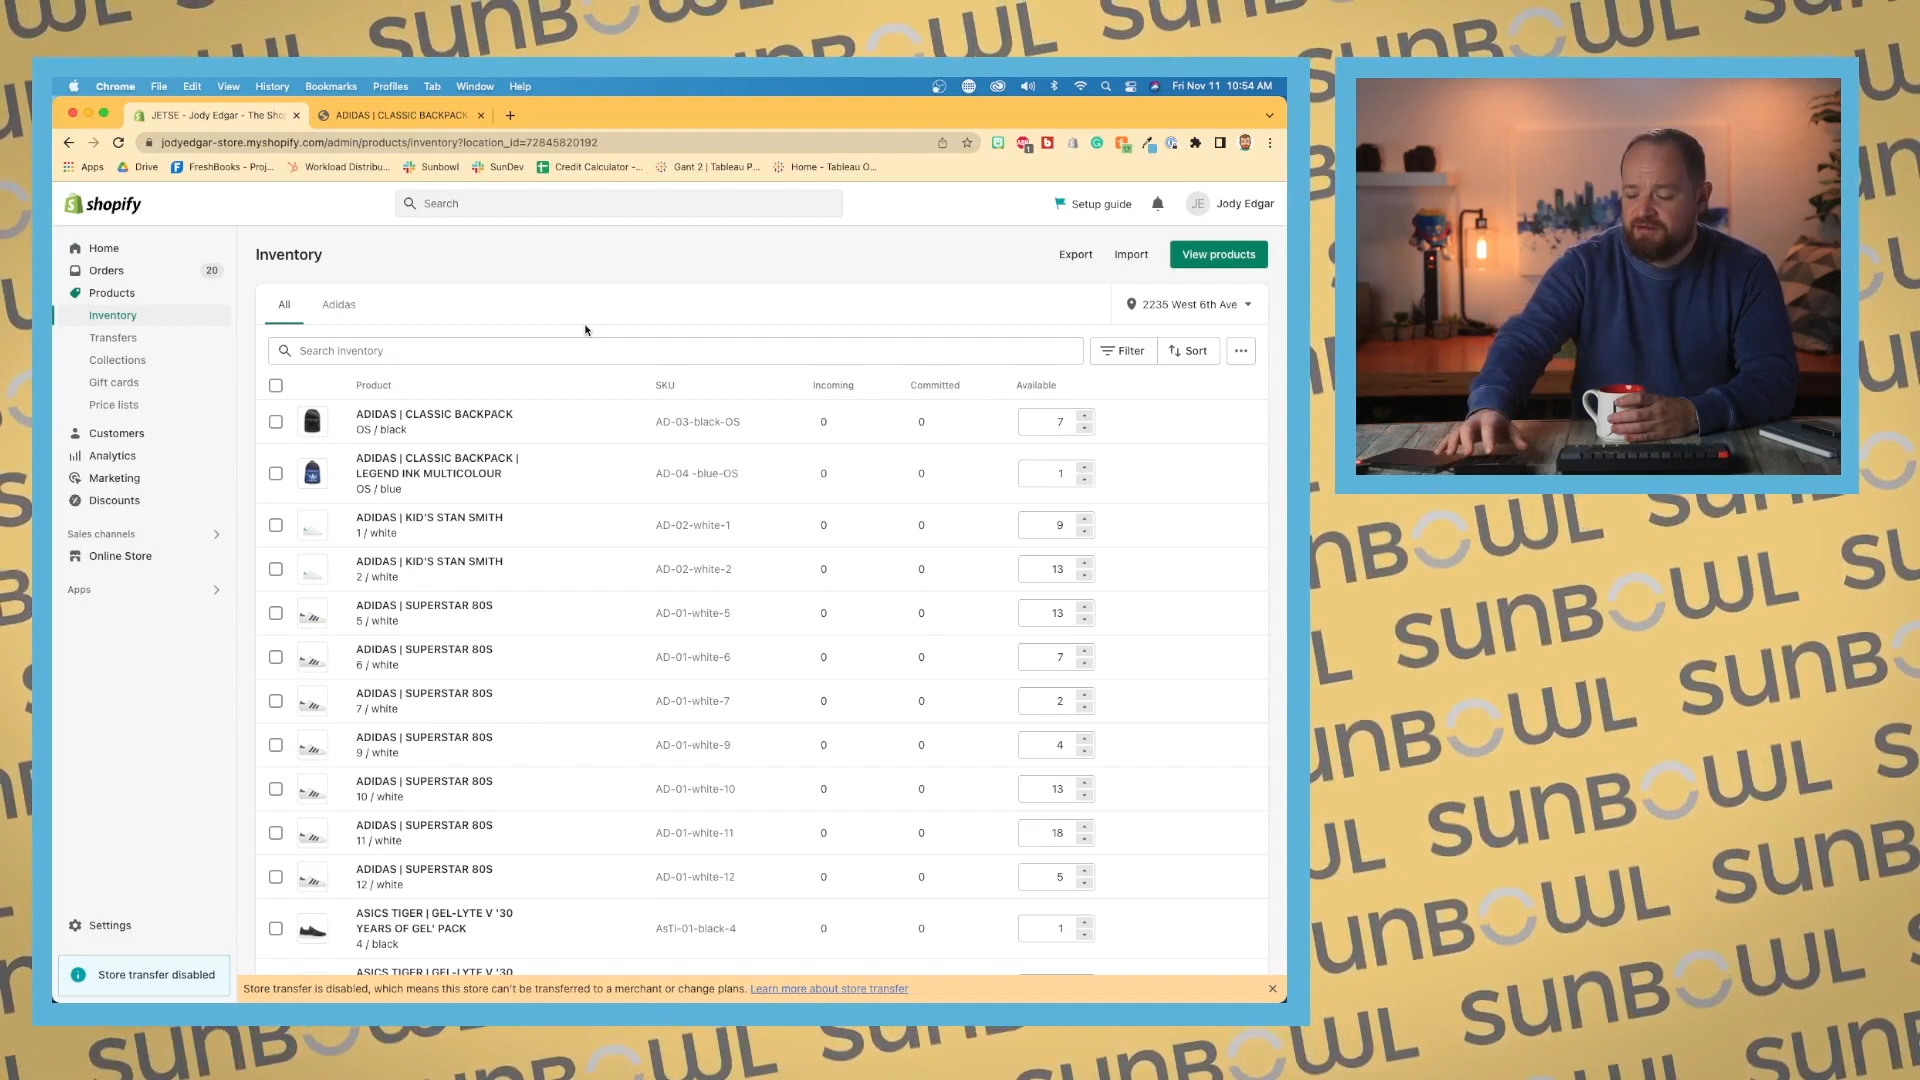 Chrome File Edit View History Bookmarks Profiles Tab Window Help
Fri Nov 11 10:54 AM
JETSE - Jody Edgar - The Sho
ADIDAS | CLASSIC BACKPACK
jodyedgar-store.myshopify.com/admin/products/inventory?location_id=72845820192
Apps Drive FreshBooks - Proj... Workload Distribu... Sunbowl SunDev Credit Calculator -... Gant 2 | Tableau P... Home - Tableau O...
shopify
Search
Setup guide
JE
Jody Edgar
Home
Orders 20
Products
Inventory
Transfers
Collections
Gift cards
Price lists
Customers
Analytics
Marketing
Discounts
Sales channels
Online Store
Apps
Settings
Store transfer disabled
Inventory
Export
Import
View products
All
Adidas
2235 West 6th Ave
Search inventory
Filter
Sort
Product SKU Incoming Committed Available
ADIDAS | CLASSIC BACKPACK
OS / black
AD-03-black-OS 0 0 7
ADIDAS | CLASSIC BACKPACK |
LEGEND INK MULTICOLOUR
OS / blue
AD-04 -blue-OS 0 0 1
ADIDAS | KID'S STAN SMITH
1 / white
AD-02-white-1 0 0 9
ADIDAS | KID'S STAN SMITH
2 / white
AD-02-white-2 0 0 13
ADIDAS | SUPERSTAR 80S
5 / white
AD-01-white-5 0 0 13
ADIDAS | SUPERSTAR 80S
6 / white
AD-01-white-6 0 0 7
ADIDAS | SUPERSTAR 80S
7 / white
AD-01-white-7 0 0 2
ADIDAS | SUPERSTAR 80S
9 / white
AD-01-white-9 0 0 4
ADIDAS | SUPERSTAR 80S
10 / white
AD-01-white-10 0 0 13
ADIDAS | SUPERSTAR 80S
11 / white
AD-01-white-11 0 0 18
ADIDAS | SUPERSTAR 80S
12 / white
AD-01-white-12 0 0 5
ASICS TIGER | GEL-LYTE V '30
YEARS OF GEL' PACK
4 / black
AsTi-01-black-4 0 0 1
ASICS TIGER | GEL-LYTE V '30
Store transfer is disabled, which means this store can't be transferred to a merchant or change plans. Learn more about store transfer
SUNBOWL
SUNBOWL
SUNBOWL
SUNBOWL
SUNBOWL
SUNBOWL